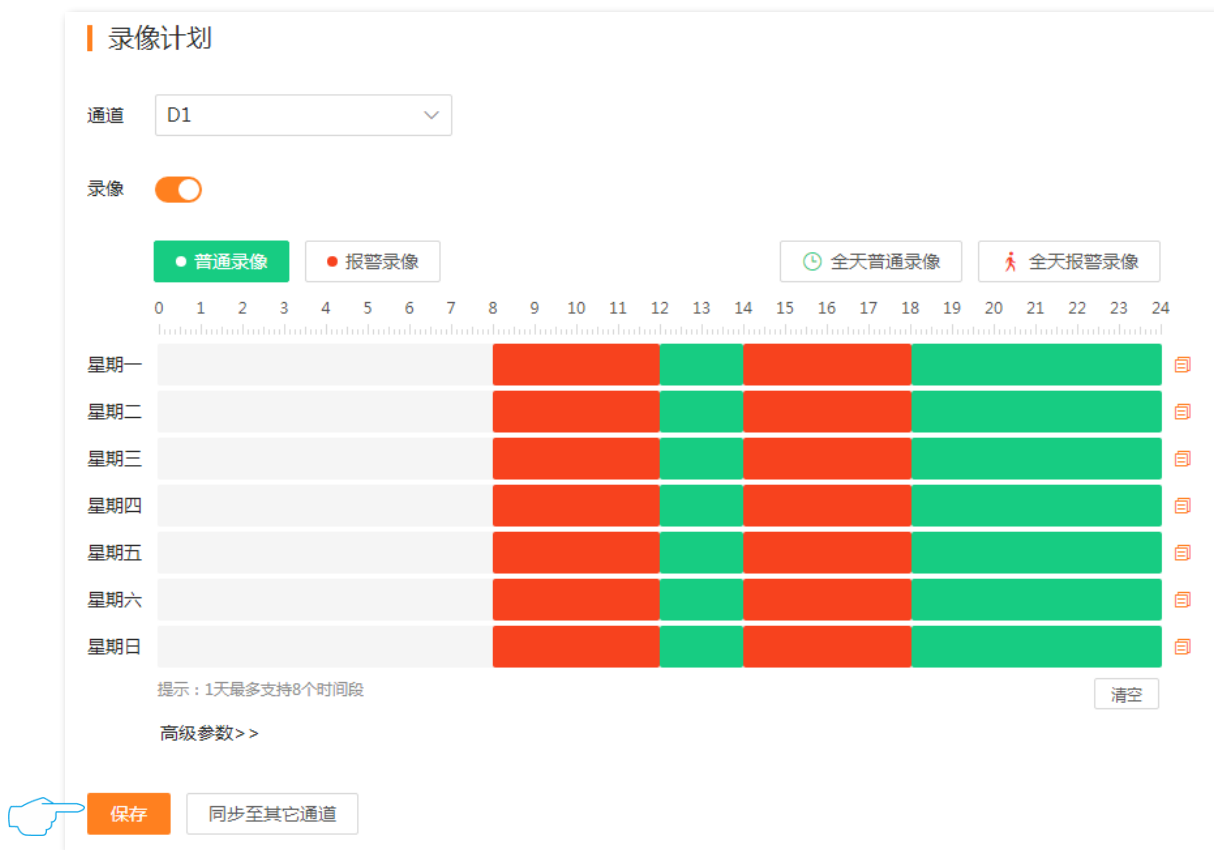 录像计划
通道 D1
录像
普通录像 报警录像 全天普通录像 全天报警录像
0 1 2 3 4 5 6 7 8 9 10 11 12 13 14 15 16 17 18 19 20 21 22 23 24
星期一
星期二
星期三
星期四
星期五
星期六
星期日
提示：1天最多支持8个时间段 清空
高级参数>>
保存 同步至其它通道